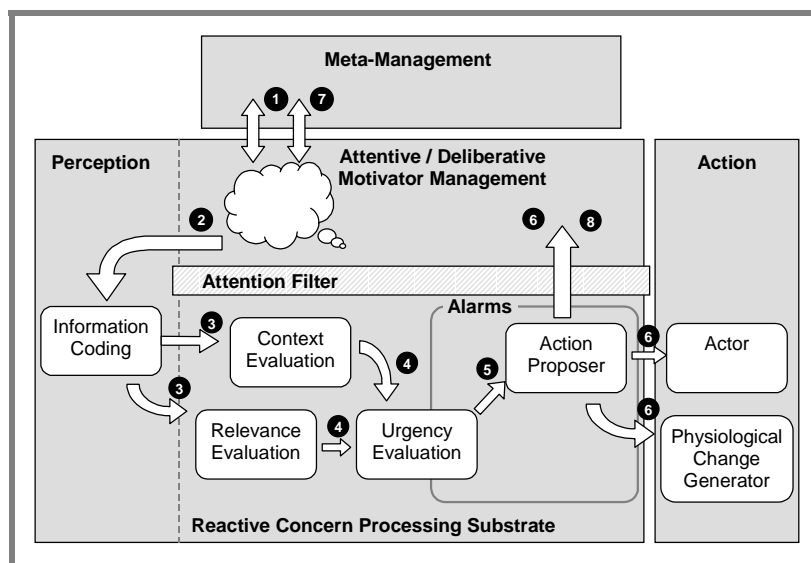 Meta-Management
1 7
Perception
Attentive / Deliberative
Motivator Management
Action
2
6 8
Attention Filter
Alarms
Information
Coding
3
Context
Evaluation
4
Action
Proposer
6
Actor
3
5
Relevance
Evaluation
4
Urgency
Evaluation
6
Physiological
Change
Generator
Reactive Concern Processing Substrate